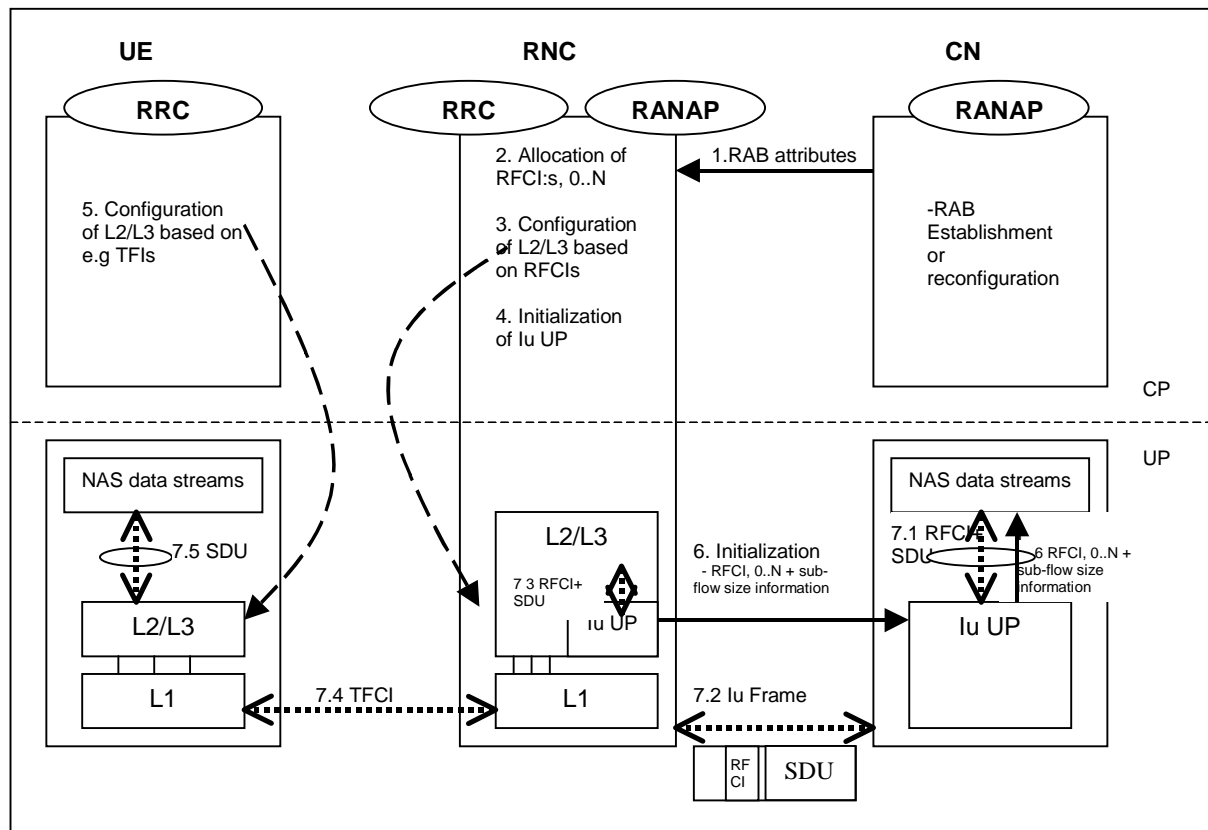 UE
RNC
CN
RRC
RRC
RANAP
RANAP
1.RAB attributes
2. Allocation of
RFCI:s, 0..N
3. Configuration
of L2/L3 based
on RFCIs
4. Initialization
of Iu UP
5. Configuration
of L2/L3 based on
e.g TFIs
-RAB
Establishment
or
reconfiguration
CP
UP
NAS data streams
7.5 SDU
L2/L3
L1
7.4 TFCI
L2/L3
7 3 RFCI+
SDU
Iu UP
L1
6. Initialization
- RFCI, 0..N + sub-
flow size information
7.2 Iu Frame
RF
CI
SDU
NAS data streams
7.1 RFCI+
SDU
6 RFCI, 0..N +
sub-flow size
information
Iu UP